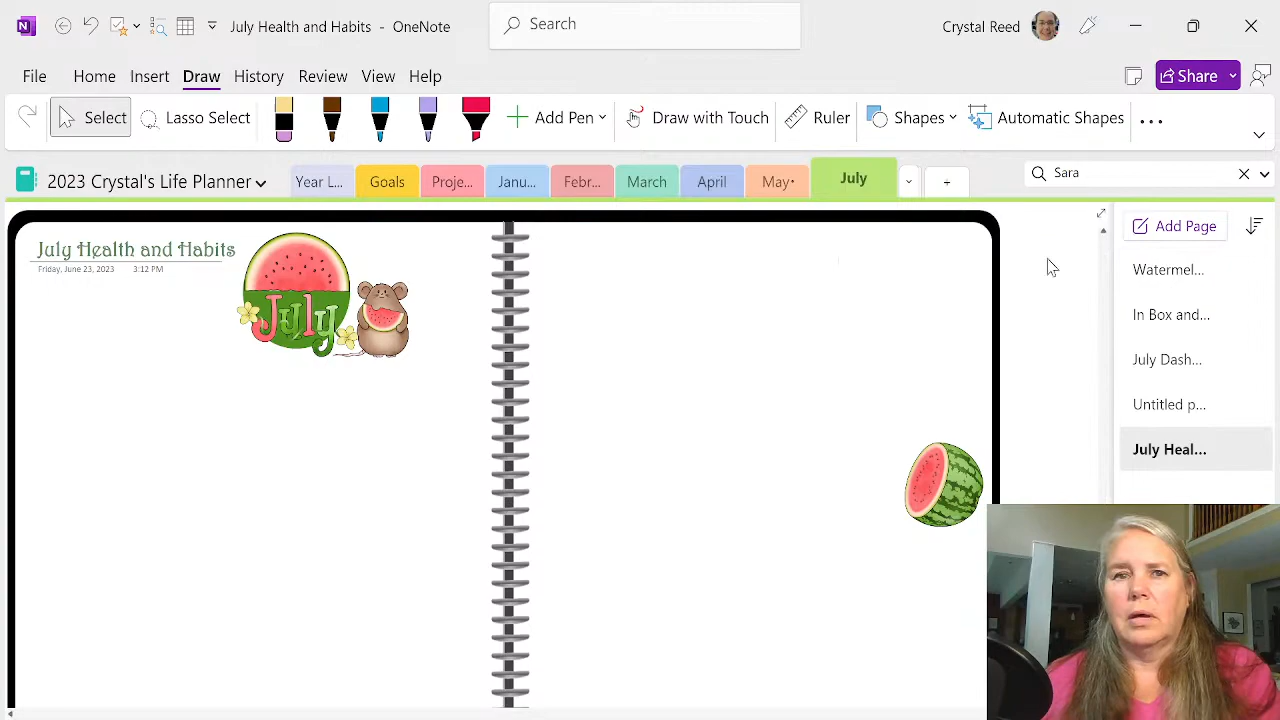 July Health and Habits - OneNote
Search
Crystal Reed
File Home Insert Draw History Review View Help
Share
Select
Lasso Select
Add Pen
Draw with Touch
Ruler
Shapes
Automatic Shapes
2023 Crystal's Life Planner
Year L...
Goals
Proje...
Janu...
Febr...
March
April
May
July
Sara
July Health and Habits
Friday, June 23, 2023 3:12 PM
July
Add Page
Waterme...
In Box and...
July Dash...
Untitled p...
July Heal...